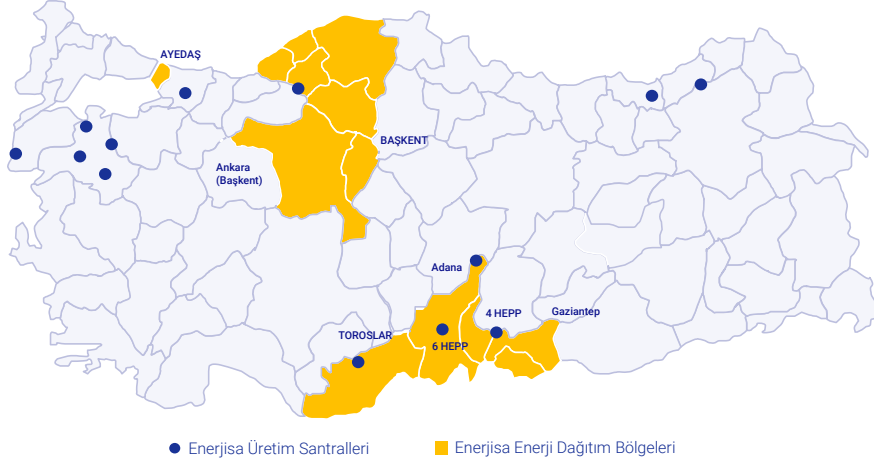 AYEDAŞ
BAŞKENT
Ankara
(Başkent)
Adana
4 HEPP
Gaziantep
TOROSLAR
6 HEPP
Enerjisa Üretim Santralleri
Enerjisa Enerji Dağıtım Bölgeleri